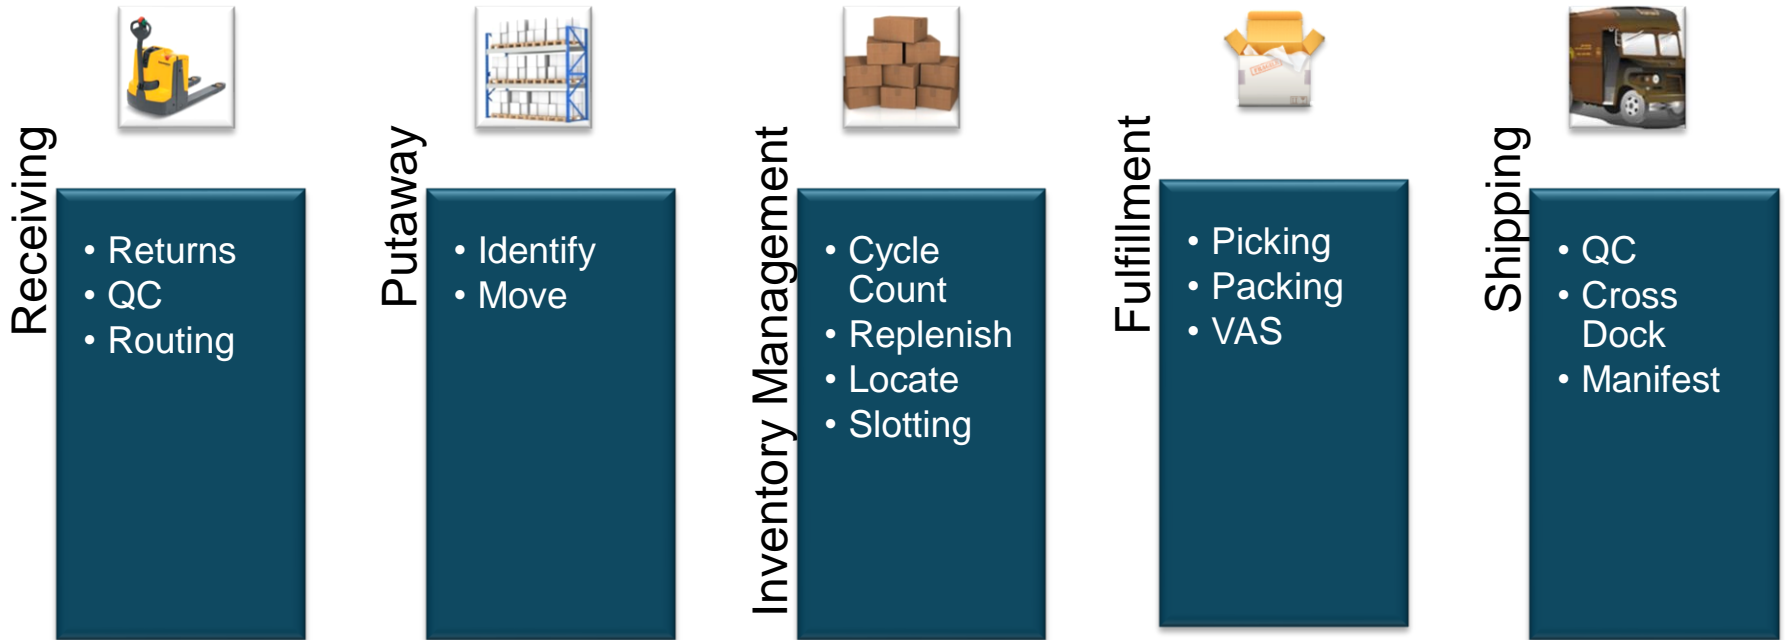 Receiving
• Returns
• QC
• Routing
Putaway
• Identify
• Move
Inventory Management
• Cycle
Count
• Replenish
• Locate
• Slotting
FRAGILE
Fulfillment
• Picking
• Packing
• VAS
Shipping
• QC
• Cross
Dock
• Manifest